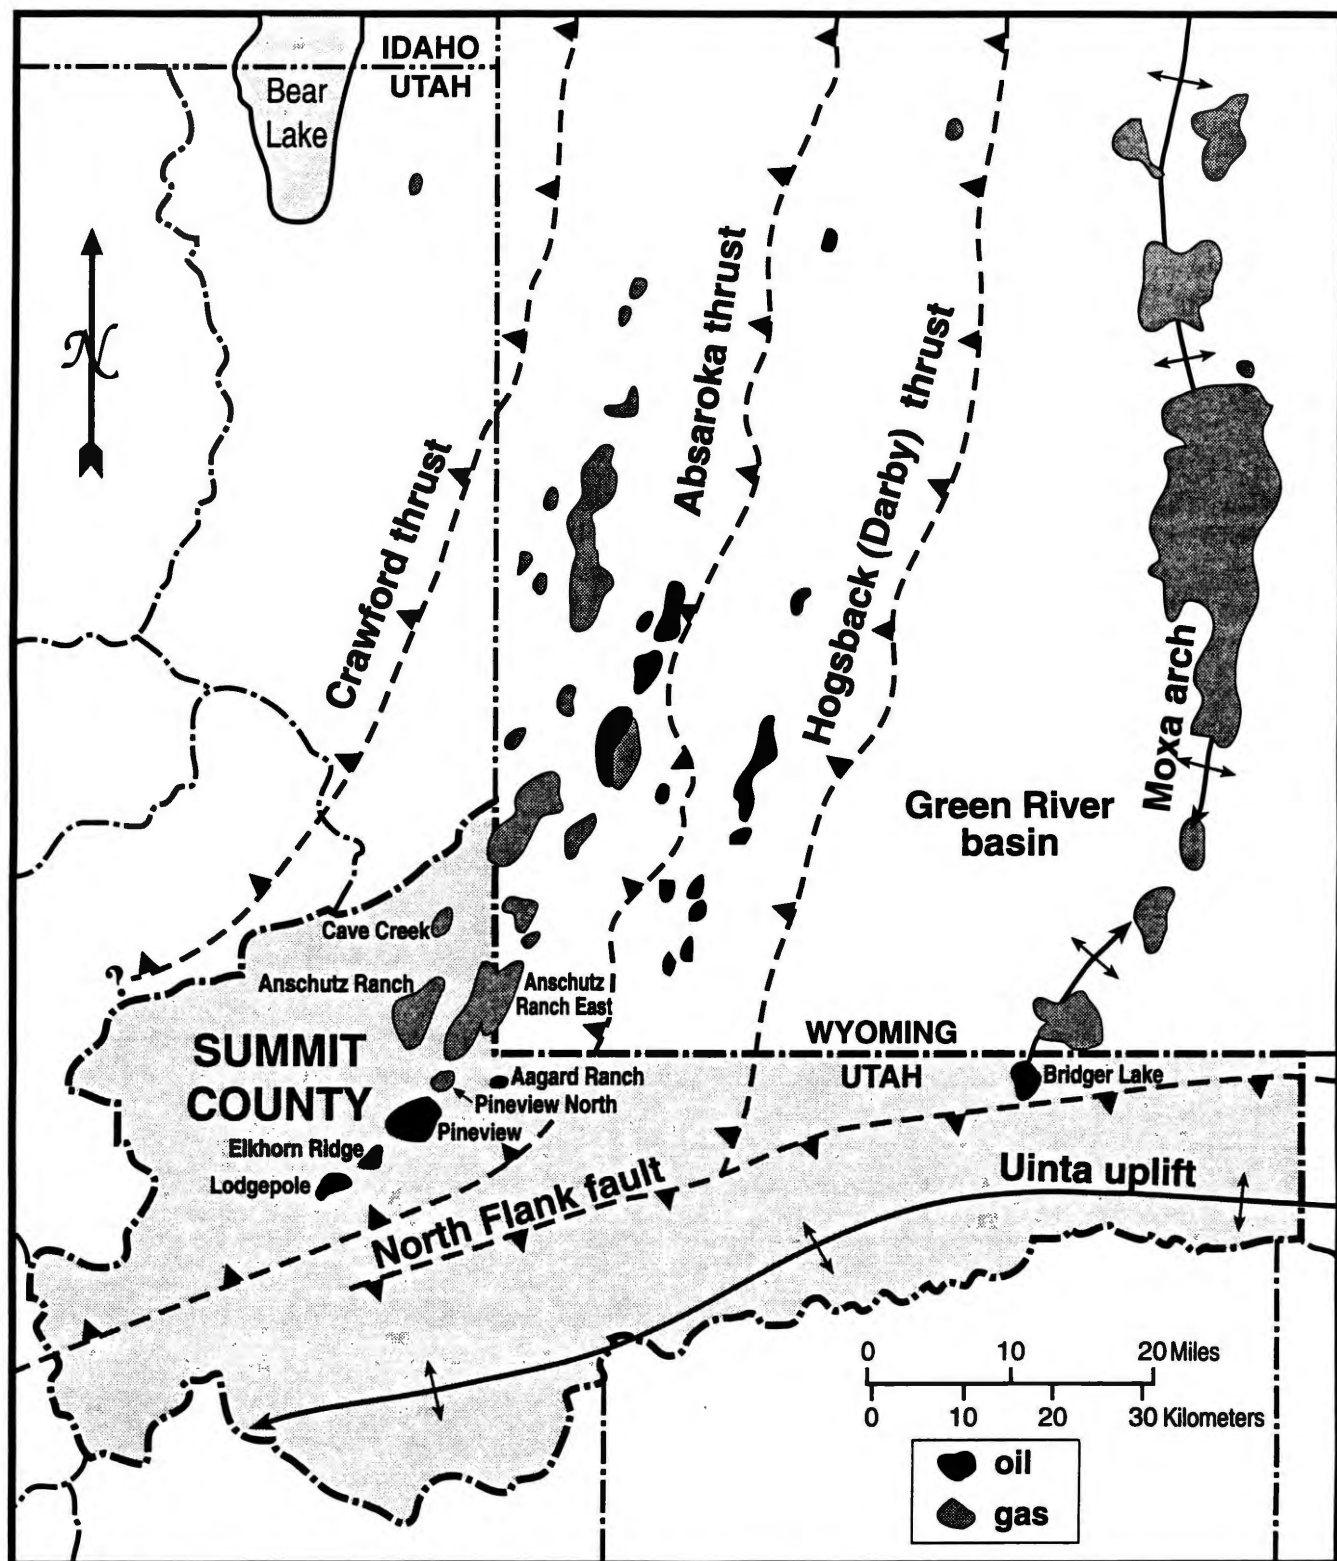 IDAHO
UTAH
Bear
Lake
N
Absaroka thrust
Hogsback (Darby) thrust
Crawford thrust
Moxa arch
Green River
basin
Cave Creek
?
Anschutz Ranch
Anschutz
Ranch East
SUMMIT
COUNTY
WYOMING
UTAH
Aagard Ranch
Bridger Lake
Pineview North
Pineview
Elkhorn Ridge
Lodgepole
Uinta uplift
North Flank fault
0 10 20 Miles
0 10 20 30 Kilometers
oil
gas